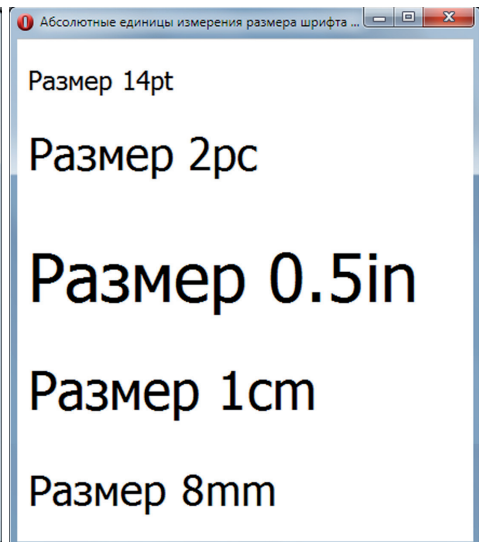 Абсолютные единицы измерения размера шрифта ...
Размер 14pt
Размер 2pc
Размер 0.5in
Размер 1cm
Размер 8mm